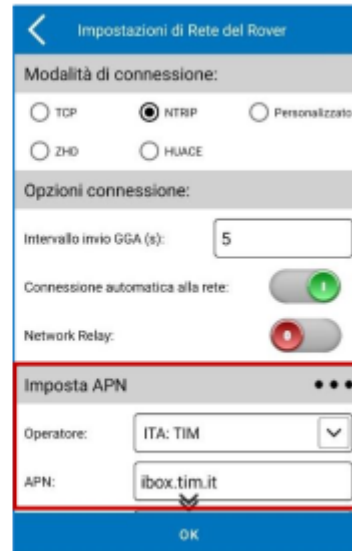 Impostazioni di Rete del Rover
Modalità di connessione:
TCP NTRIP Personalizzato
ZHD HUACE
Opzioni connessione:
Intervallo invio GGA (s): 5
Connessione automatica alla rete:
Network Relay:
Imposta APN
Operatore: ITA: TIM
APN: ibox.tim.it
OK